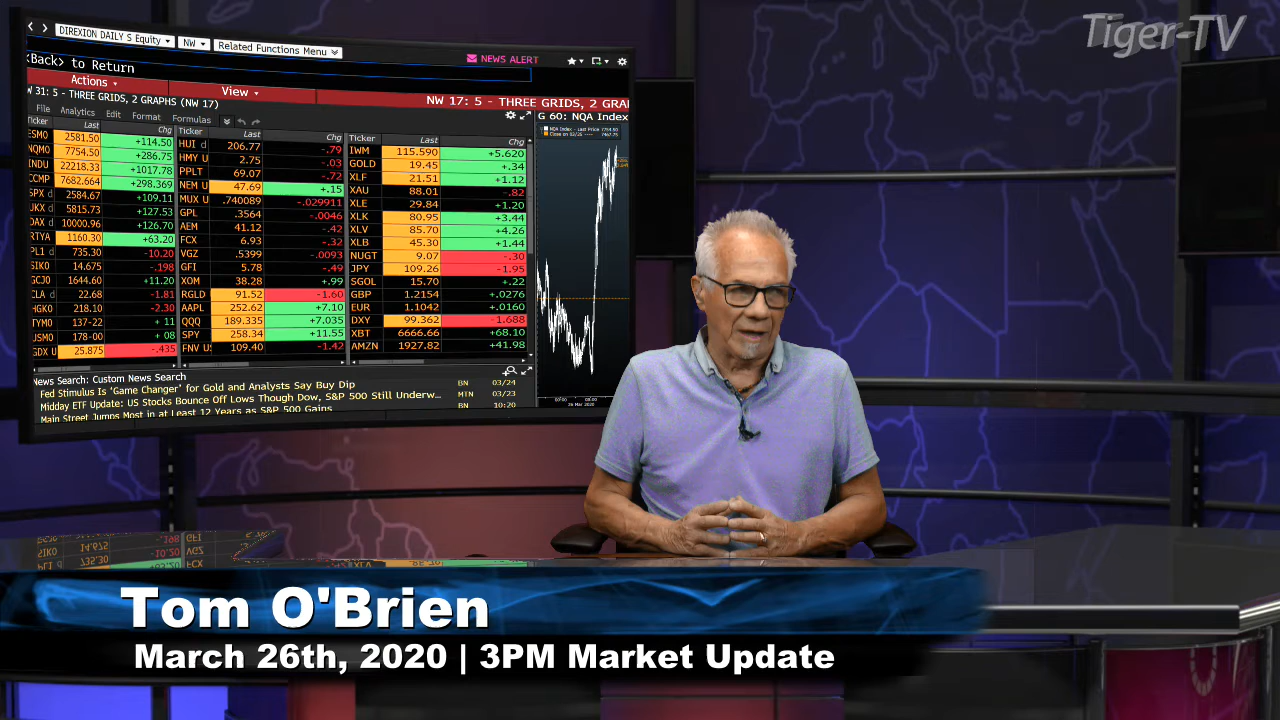 Tiger-TV
DIREXION DAILY S Equity NW Related Functions Menu
NEWS ALERT
<Back> to Return
Actions View
NW 31: 5 - THREE GRIDS, 2 GRAPHS (NW 17) NW 17: 5 - THREE GRIDS, 2 GRA
File Analytics Edit Format Formulas
G 60: NQA Index
Ticker Last Chg Ticker Last Chg Ticker Last Chg
ESMO 2581.50 +114.50 HUI d 206.77 -.79 IWM 115.590 +5.620
NQMO 7754.50 +286.75 HMY U 2.75 -.03 GOLD 19.45 +.34
INDU 22218.33 +1017.78 PPLT 69.07 -.72 XLF 21.51 +1.12
CCMP 7682.664 +298.369 NEM U 47.69 +.15 XAU 88.01 -.82
SPX d 2584.67 +109.11 MUX U .740089 -.029911 XLE 29.84 +1.20
UKX d 5815.73 +127.53 GPL .3564 -.0046 XLK 80.95 +3.44
DAX d 10000.96 +126.70 AEM 41.12 -.42 XLV 85.70 +4.26
RTYA 1160.30 +63.20 FCX 6.93 -.32 XLB 45.30 +1.44
PL1 d 735.30 -10.20 VGZ .5399 -.0093 NUGT 9.07 -.30
SIKO 14.675 -.198 GFI 5.78 -.49 JPY 109.26 -1.95
GCJO 1644.60 +11.20 XOM 38.28 +.99 SGOL 15.70 +.22
CLA d 22.68 -1.81 RGLD 91.52 -1.60 GBP 1.2154 +.0276
HGKO 218.10 -2.30 AAPL 252.62 +7.10 EUR 1.1042 +.0160
TYMO 137-22 + 11 QQQ 189.335 +7.035 DXY 99.362 -1.688
USMO 178-00 + 08 SPY 258.34 +11.55 XBT 6666.66 +68.10
GDX U 25.875 -.435 FNV US 109.40 -1.42 AMZN 1927.82 +41.98
News Search: Custom News Search
Fed Stimulus Is 'Game Changer' for Gold and Analysts Say Buy Dip BN 03/24
Midday ETF Update: US Stocks Bounce Off Lows Though Dow, S&P 500 Still Underw... MTN 03/23
Main Street Jumps Most in at Least 12 Years as S&P 500 Gains BN 10:20
26 Mar 2020
Tom O'Brien
March 26th, 2020 | 3PM Market Update